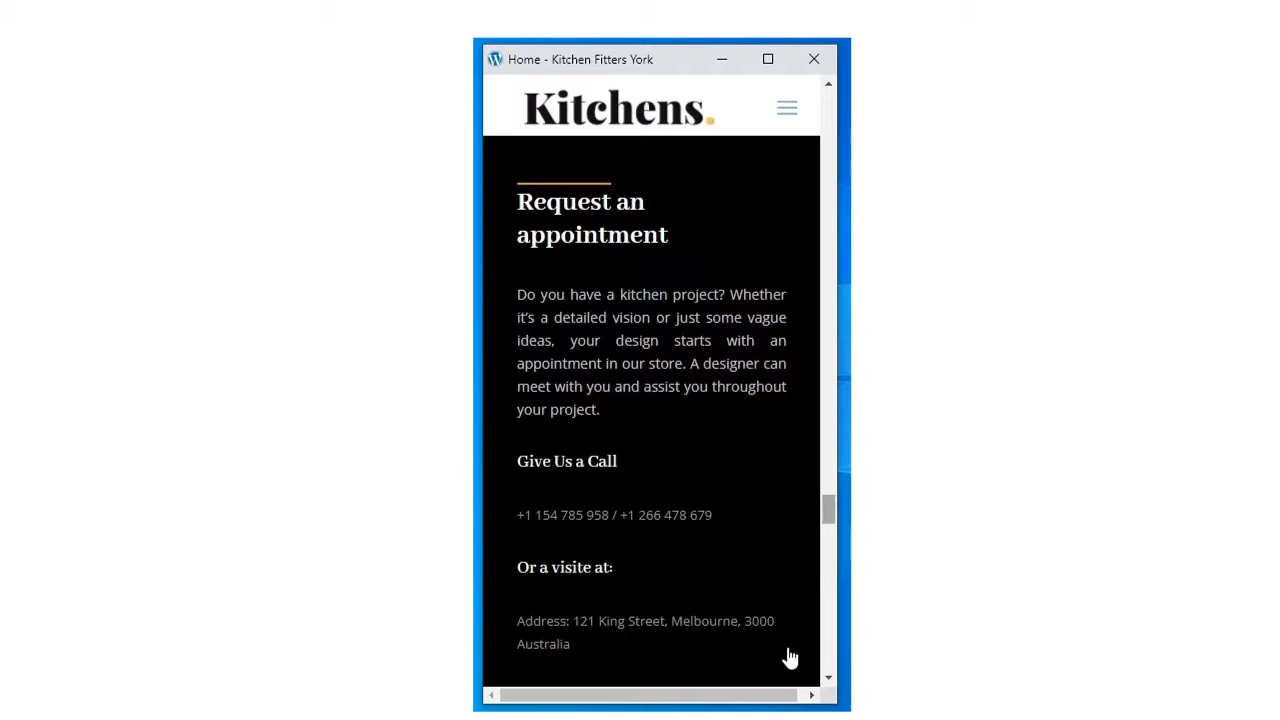 Home - Kitchen Fitters York
Kitchens.
Request an
appointment
Do you have a kitchen project? Whether
it’s a detailed vision or just some vague
ideas, your design starts with an
appointment in our store. A designer can
meet with you and assist you throughout
your project.
Give Us a Call
+1 154 785 958 / +1 266 478 679
Or a visite at:
Address: 121 King Street, Melbourne, 3000
Australia